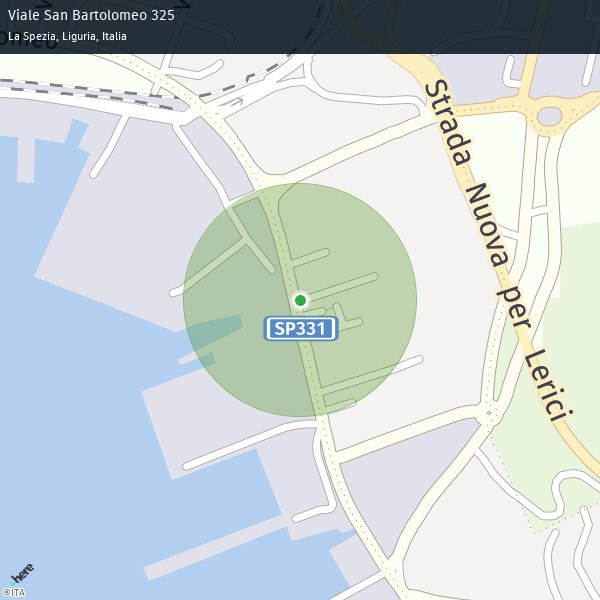 Viale San Bartolomeo 325
La Spezia, Liguria, Italia
omeo
Strada Nuova per Lerici
SP331
here
©ITA